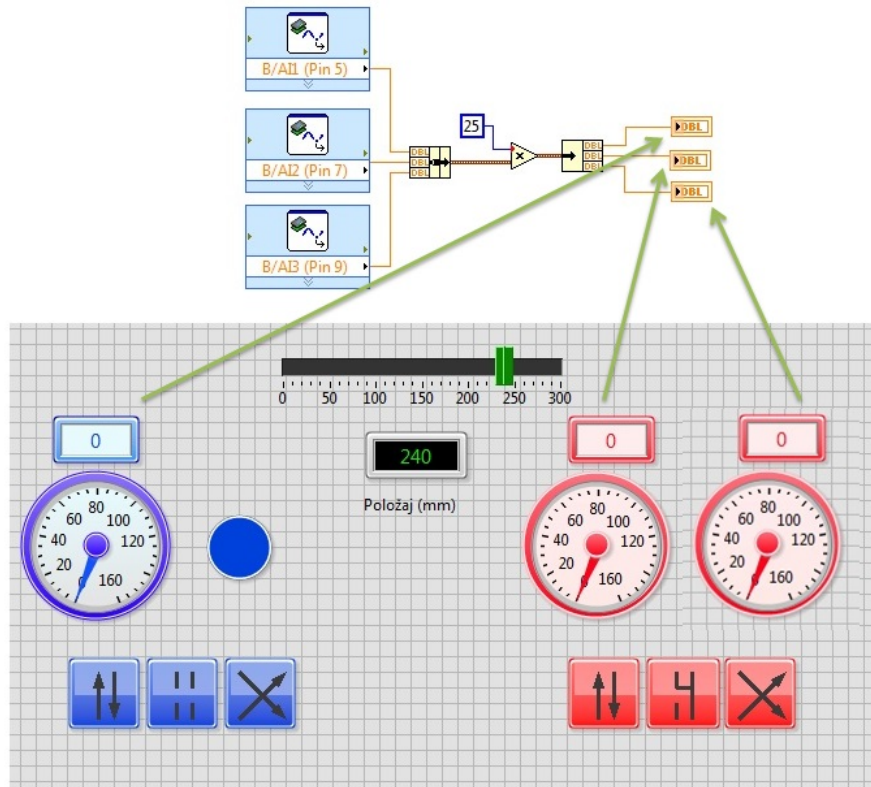 B/AI1 (Pin 5)
B/AI2 (Pin 7)
B/AI3 (Pin 9)
DBL
DBL
DBL
25
×
DBL
DBL
DBL
DBL
DBL
DBL
0 50 100 150 200 250 300
0
240
0
0
Položaj (mm)
0 20 40 60 80 100 120 160
0 20 40 60 80 100 120 160
0 20 40 60 80 100 120 160